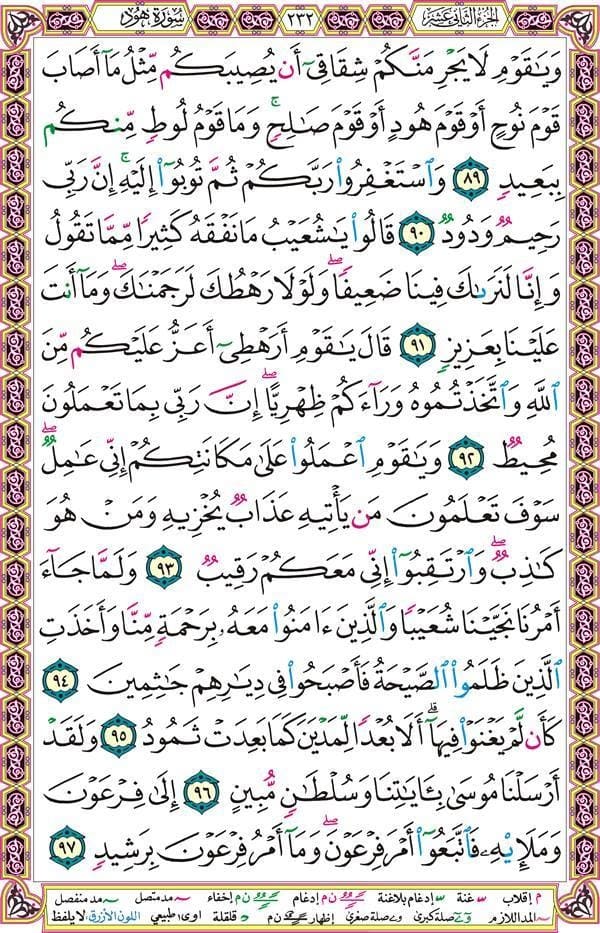 الجزء الثاني عشر ٢٣٢ سورة هود
وَيَٰقَوْمِ لَا يَجْرِمَنَّكُمْ شِقَاقِىٓ أَن يُصِيبَكُم مِّثْلُ مَآ أَصَابَ
قَوْمَ نُوحٍ أَوْ قَوْمَ هُودٍ أَوْ قَوْمَ صَٰلِحٍ ۚ وَمَا قَوْمُ لُوطٍ مِّنكُم
بِبَعِيدٍ ٨٩ وَٱسْتَغْفِرُوا۟ رَبَّكُمْ ثُمَّ تُوبُوٓا۟ إِلَيْهِ ۚ إِنَّ رَبِّى
رَحِيمٌ وَدُودٌ ٩٠ قَالُوا۟ يَٰشُعَيْبُ مَا نَفْقَهُ كَثِيرًا مِّمَّا تَقُولُ
وَإِنَّا لَنَرَىٰكَ فِينَا ضَعِيفًا ۖ وَلَوْلَا رَهْطُكَ لَرَجَمْنَٰكَ ۖ وَمَآ أَنتَ
عَلَيْنَا بِعَزِيزٍ ٩١ قَالَ يَٰقَوْمِ أَرَهْطِىٓ أَعَزُّ عَلَيْكُم مِّنَ
ٱللَّهِ وَٱتَّخَذْتُمُوهُ وَرَآءَكُمْ ظِهْرِيًّا ۖ إِنَّ رَبِّى بِمَا تَعْمَلُونَ
مُحِيطٌ ٩٢ وَيَٰقَوْمِ ٱعْمَلُوا۟ عَلَىٰ مَكَانَتِكُمْ إِنِّى عَٰمِلٌ ۖ
سَوْفَ تَعْلَمُونَ مَن يَأْتِيهِ عَذَابٌ يُخْزِيهِ وَمَنْ هُوَ
كَٰذِبٌ ۖ وَٱرْتَقِبُوٓا۟ إِنِّى مَعَكُمْ رَقِيبٌ ٩٣ وَلَمَّا جَآءَ
أَمْرُنَا نَجَّيْنَا شُعَيْبًا وَٱلَّذِينَ ءَامَنُوا۟ مَعَهُۥ بِرَحْمَةٍ مِّنَّا وَأَخَذَتِ
ٱلَّذِينَ ظَلَمُوا۟ ٱلصَّيْحَةُ فَأَصْبَحُوا۟ فِى دِيَٰرِهِمْ جَٰثِمِينَ ٩٤
كَأَن لَّمْ يَغْنَوْا۟ فِيهَآ ۗ أَلَا بُعْدًا لِّمَدْيَنَ كَمَا بَعِدَتْ ثَمُودُ ٩٥ وَلَقَدْ
أَرْسَلْنَا مُوسَىٰ بِـَٔايَٰتِنَا وَسُلْطَٰنٍ مُّبِينٍ ٩٦ إِلَىٰ فِرْعَوْنَ
وَمَلَإِي۟هِۦ فَٱتَّبَعُوٓا۟ أَمْرَ فِرْعَوْنَ ۖ وَمَآ أَمْرُ فِرْعَوْنَ بِرَشِيدٍ ٩٧
م إقلاب س غنة س إدغام بلاغنة ن م إدغام ن م إخفاء مد متصل مد منفصل
المد اللازم صلة كبرى صلة صغرى إظهار ن م قلقلة اوى طبيعي اللون الأزرق: لا يلفظ